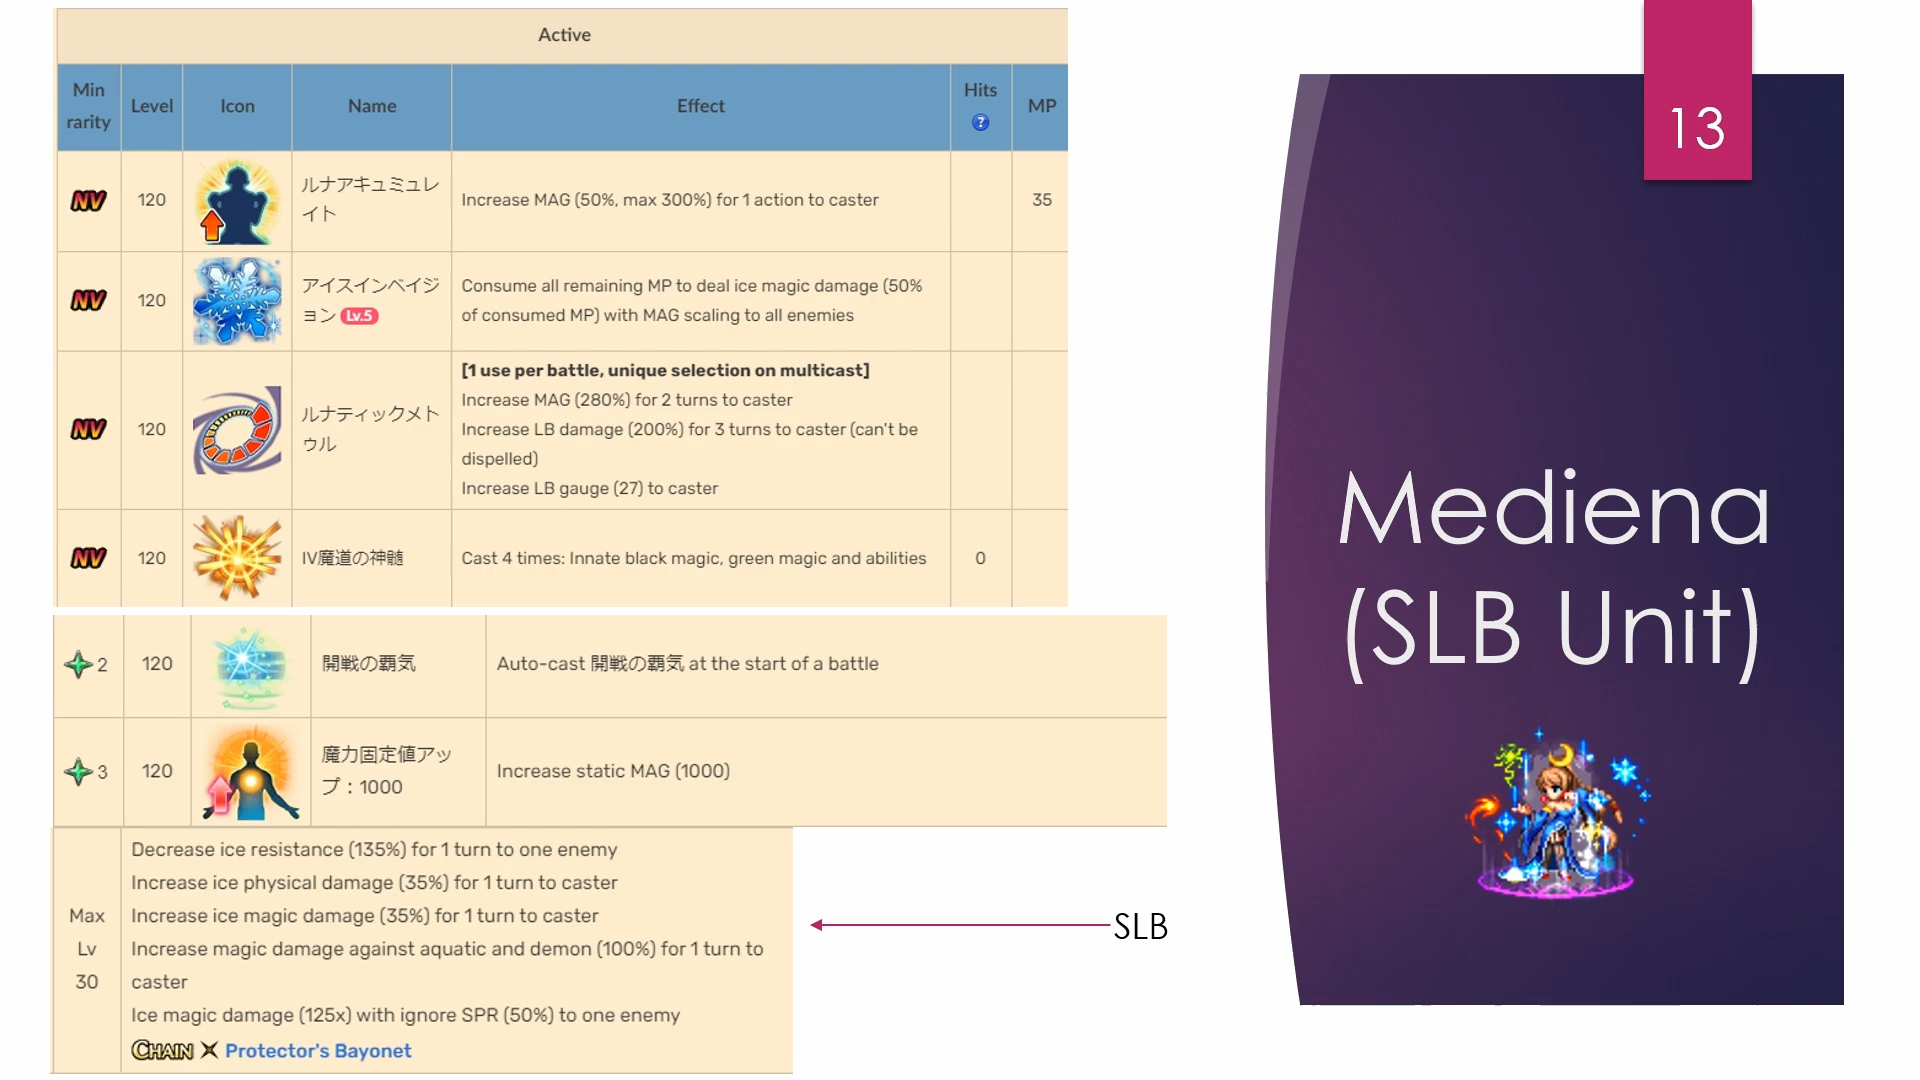 Active
Min rarity Level Icon Name Effect Hits ? MP
NV 120 ルナアキュミュレイト Increase MAG (50%, max 300%) for 1 action to caster 35
NV 120 アイスインベイジョン Lv.5 Consume all remaining MP to deal ice magic damage (50%
of consumed MP) with MAG scaling to all enemies
[1 use per battle, unique selection on multicast]
Increase MAG (280%) for 2 turns to caster
NV 120 ルナティックメトゥル Increase LB damage (200%) for 3 turns to caster (can't be
dispelled)
Increase LB gauge (27) to caster
NV 120 IV魔道の神髄 Cast 4 times: Innate black magic, green magic and abilities 0
2 120 開戦の覇気 Auto-cast 開戦の覇気 at the start of a battle
3 120 魔力固定値アップ：1000 Increase static MAG (1000)
Max
Lv
30
Decrease ice resistance (135%) for 1 turn to one enemy
Increase ice physical damage (35%) for 1 turn to caster
Increase ice magic damage (35%) for 1 turn to caster
Increase magic damage against aquatic and demon (100%) for 1 turn to
caster
Ice magic damage (125x) with ignore SPR (50%) to one enemy
CHAIN Protector's Bayonet
SLB
13
Mediena
(SLB Unit)